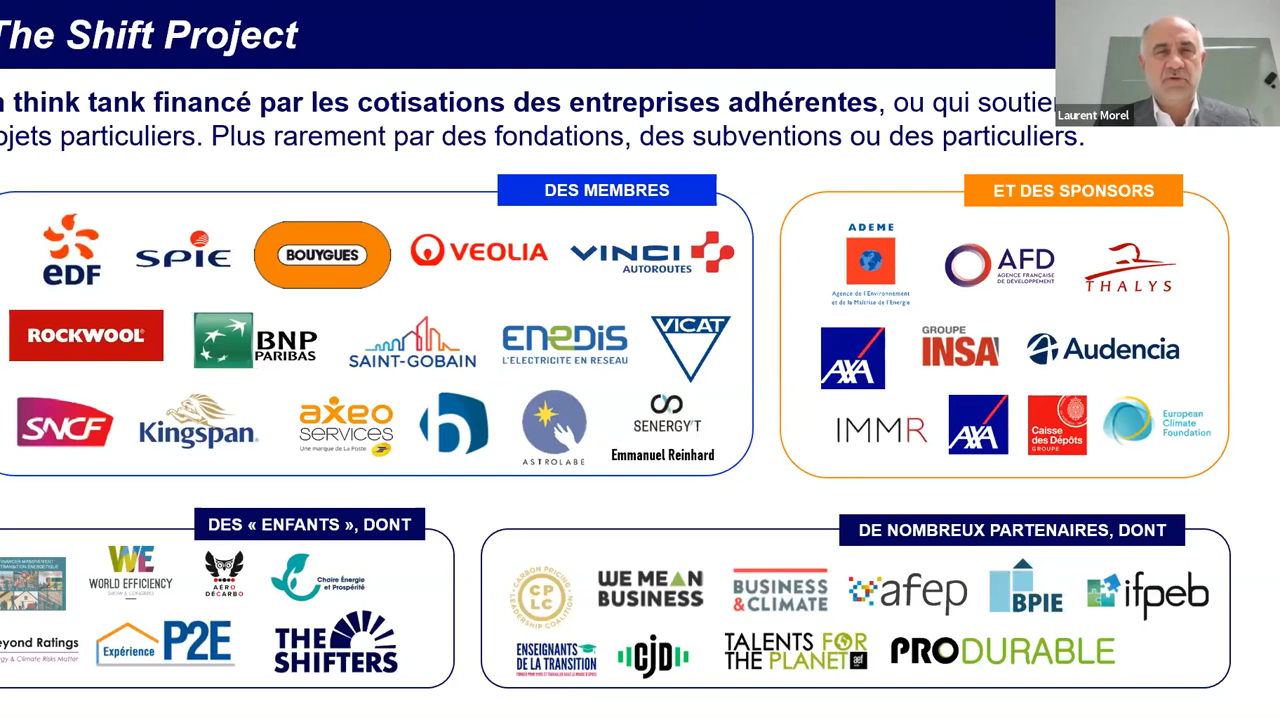 The Shift Project
Laurent Morel
think tank financé par les cotisations des entreprises adhérentes, ou qui soutie
ojets particuliers. Plus rarement par des fondations, des subventions ou des particuliers.
DES MEMBRES
eDF
SPIE
BOUYGUES
VEOLIA
VINCI
AUTOROUTES
ROCKWOOL
BNP
PARIBAS
SAINT-GOBAIN
ENEDIS
L'ELECTRICITE EN RESEAU
VICAT
SNCF
Kingspan
axeo
services
Une marque de La Poste
ASTROLABE
SENERGY'T
Emmanuel Reinhard
ET DES SPONSORS
ADEME
Agence de l'Environnement
et de la Maîtrise de l'Energie
AFD
AGENCE FRANÇAISE
DE DÉVELOPPEMENT
THALYS
AXA
GROUPE
INSA
Audencia
IMMR
AXA
Caisse
des Dépôts
GROUPE
European
Climate
Foundation
DES « ENFANTS », DONT
WE
WORLD EFFICIENCY
AÉRO
DÉCARBO
Chaire Énergie
et Prospérité
eyond Ratings
gy & Climate Risks Matter
Expérience P2E
THE
SHIFTERS
DE NOMBREUX PARTENAIRES, DONT
CARBON PRICING
LEADERSHIP COALITION
CP
LC
WE MEAN
BUSINESS
BUSINESS
& CLIMATE
afep
BPIE
ifpeb
ENSEIGNANTS
DE LA TRANSITION
CJD
TALENTS FOR
THE PLANET
aef
PRODURABLE